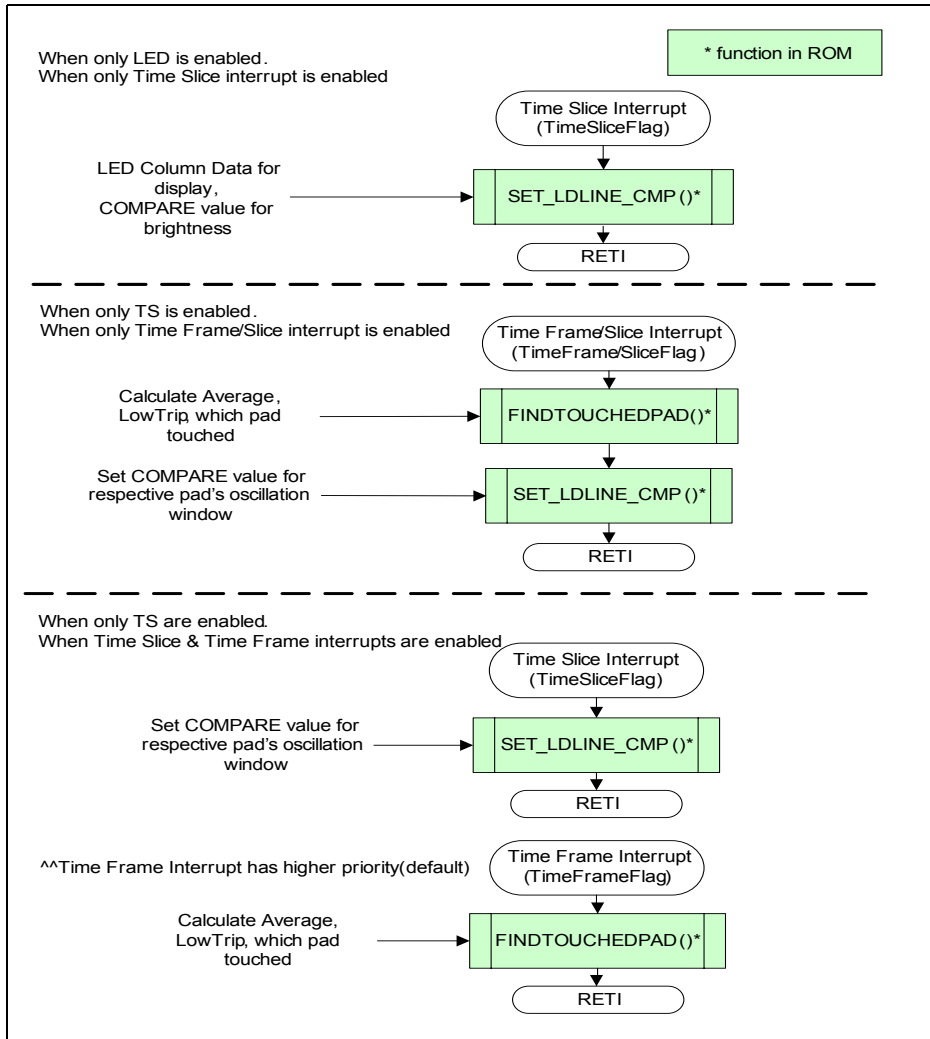 When only LED is enabled.
When only Time Slice interrupt is enabled
* function in ROM
Time Slice Interrupt
(TimeSliceFlag)
LED Column Data for
display,
COMPARE value for
brightness
SET_LDLINE_CMP()*
RETI
When only TS is enabled.
When only Time Frame/Slice interrupt is enabled
Time Frame/Slice Interrupt
(TimeFrame/SliceFlag)
Calculate Average,
LowTrip, which pad
touched
FINDTOUCHEDPAD()*
Set COMPARE value for
respective pad's oscillation
window
SET_LDLINE_CMP()*
RETI
When only TS are enabled.
When Time Slice & Time Frame interrupts are enabled
Time Slice Interrupt
(TimeSliceFlag)
Set COMPARE value for
respective pad's oscillation
window
SET_LDLINE_CMP()*
RETI
^^Time Frame Interrupt has higher priority(default)
Time Frame Interrupt
(TimeFrameFlag)
Calculate Average,
LowTrip, which pad
touched
FINDTOUCHEDPAD()*
RETI